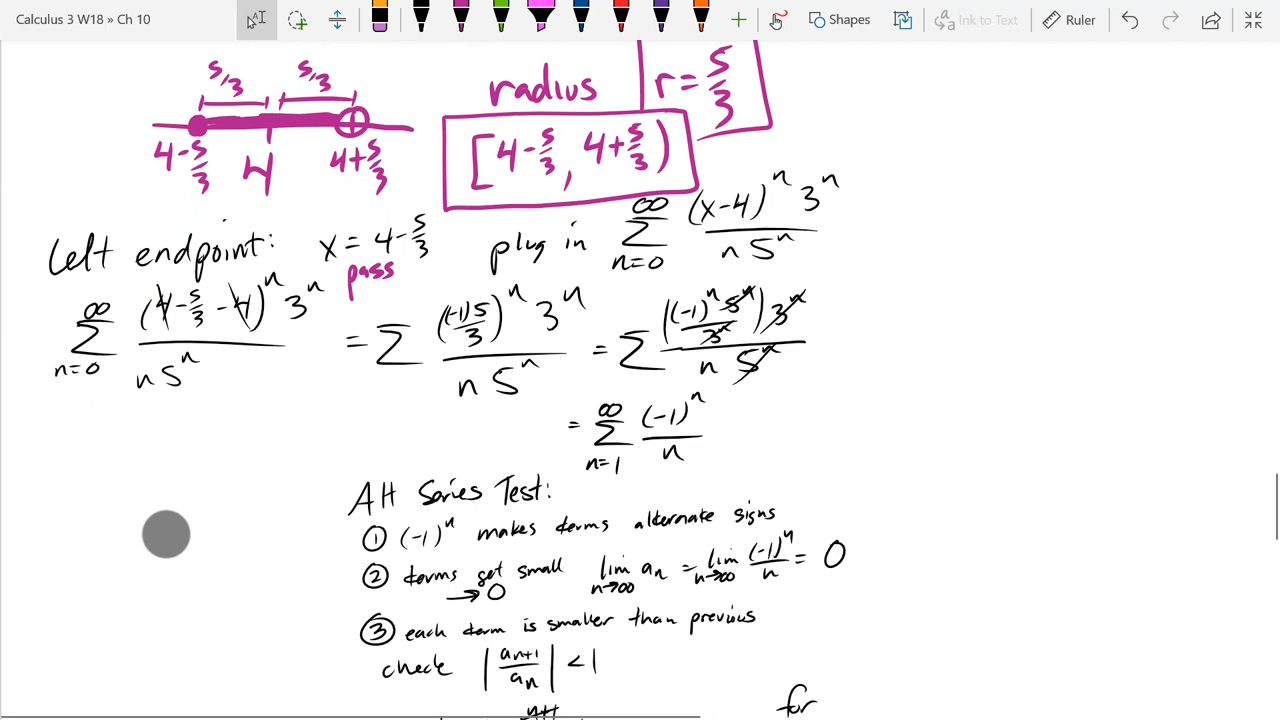 Calculus 3 W18 » Ch 10
Shapes
Ink to Text
Ruler
5/3 5/3
4-5/3 4 4+5/3
radius r = 5/3
[4-5/3, 4+5/3)
Left endpoint: x = 4-5/3 plug in ∑_{n=0}^{∞} (x-4)^n 3^n / n 5^n
pass
∑_{n=0}^{∞} (4-5/3-4)^n 3^n / n 5^n = ∑ ((-1)5/3)^n 3^n / n 5^n = ∑ ((-1)^n 5^n / 3^n) 3^n / n 5^n
= ∑_{n=1}^{∞} (-1)^n / n
Alt Series Test:
① (-1)^n makes terms alternate signs
② terms get small lim_{n→∞} a_n = lim_{n→∞} (-1)^n / n = 0
→ 0
③ each term is smaller than previous
check |a_{n+1} / a_n| < 1
n+1 for